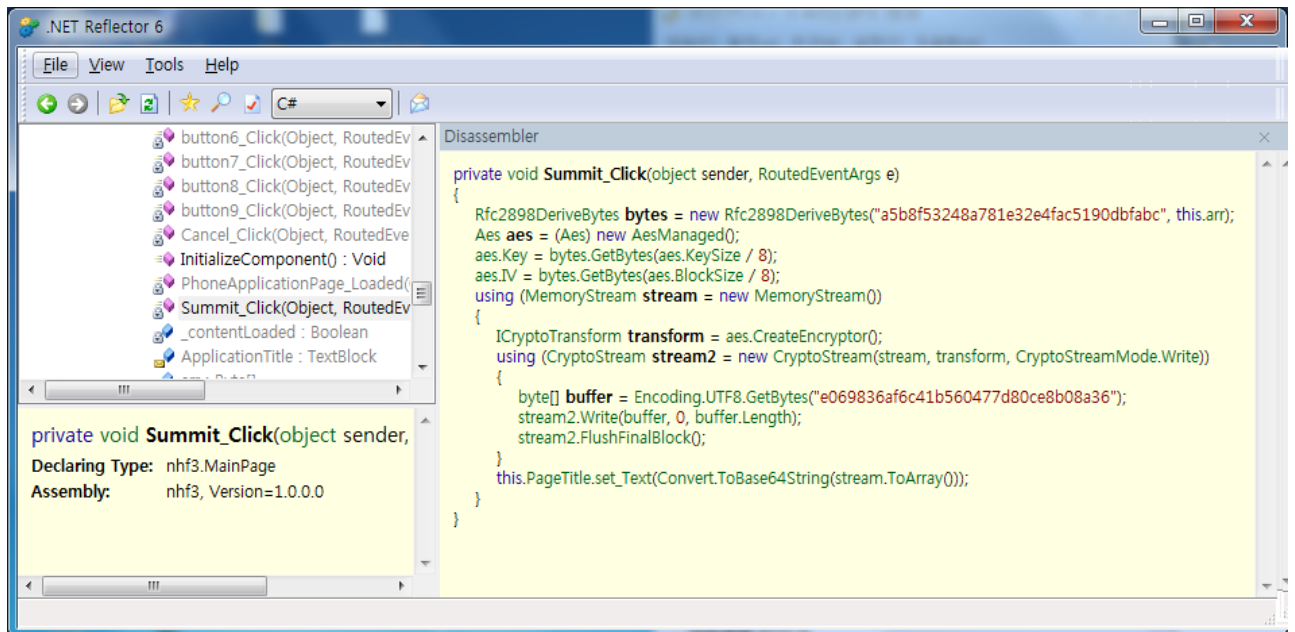 .NET Reflector 6
File View Tools Help
C#
button6_Click(Object, RoutedEv
button7_Click(Object, RoutedEv
button8_Click(Object, RoutedEv
button9_Click(Object, RoutedEv
Cancel_Click(Object, RoutedEve
InitializeComponent() : Void
PhoneApplicationPage_Loaded(
Summit_Click(Object, RoutedEv
_contentLoaded : Boolean
ApplicationTitle : TextBlock
private void Summit_Click(object sender,
Declaring Type: nhf3.MainPage
Assembly: nhf3, Version=1.0.0.0
Disassembler
private void Summit_Click(object sender, RoutedEventArgs e)
{
Rfc2898DeriveBytes bytes = new Rfc2898DeriveBytes("a5b8f53248a781e32e4fac5190dbfabc", this.arr);
Aes aes = (Aes) new AesManaged();
aes.Key = bytes.GetBytes(aes.KeySize / 8);
aes.IV = bytes.GetBytes(aes.BlockSize / 8);
using (MemoryStream stream = new MemoryStream())
{
ICryptoTransform transform = aes.CreateEncryptor();
using (CryptoStream stream2 = new CryptoStream(stream, transform, CryptoStreamMode.Write))
{
byte[] buffer = Encoding.UTF8.GetBytes("e069836af6c41b560477d80ce8b08a36");
stream2.Write(buffer, 0, buffer.Length);
stream2.FlushFinalBlock();
}
this.PageTitle.set_Text(Convert.ToBase64String(stream.ToArray()));
}
}